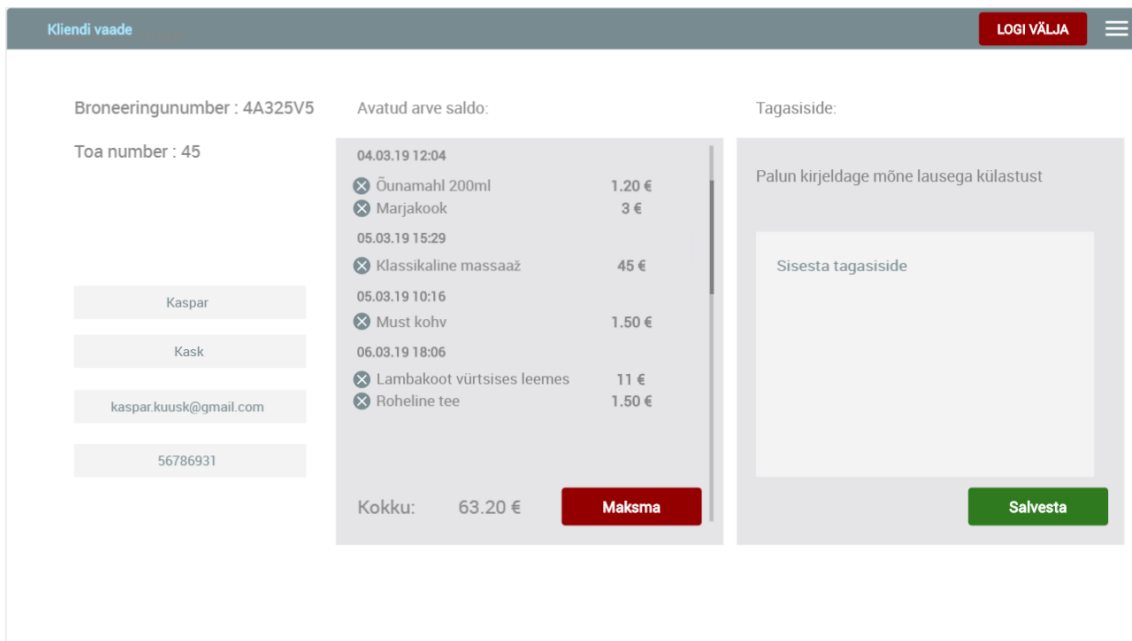 Kliendi vaade
LOGI VÄLJA
Broneeringunumber : 4A325V5
Toa number : 45
Kaspar
Kask
kaspar.kuusk@gmail.com
56786931
Avatud arve saldo:
04.03.19 12:04
Õunamahl 200ml 1.20 €
Marjakook 3 €
05.03.19 15:29
Klassikaline massaaž 45 €
05.03.19 10:16
Must kohv 1.50 €
06.03.19 18:06
Lambakoot vürtsises leemes 11 €
Roheline tee 1.50 €
Kokku: 63.20 €
Maksma
Tagasiside:
Palun kirjeldage mõne lausega külastust
Sisesta tagasiside
Salvesta